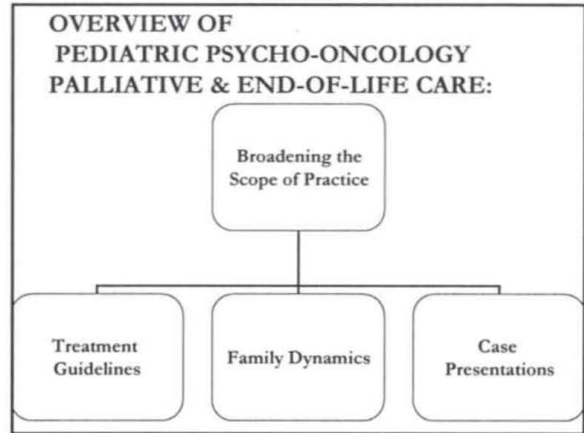 OVERVIEW OF
PEDIATRIC PSYCHO-ONCOLOGY
PALLIATIVE & END-OF-LIFE CARE:
Broadening the
Scope of Practice
Treatment
Guidelines
Family Dynamics
Case
Presentations